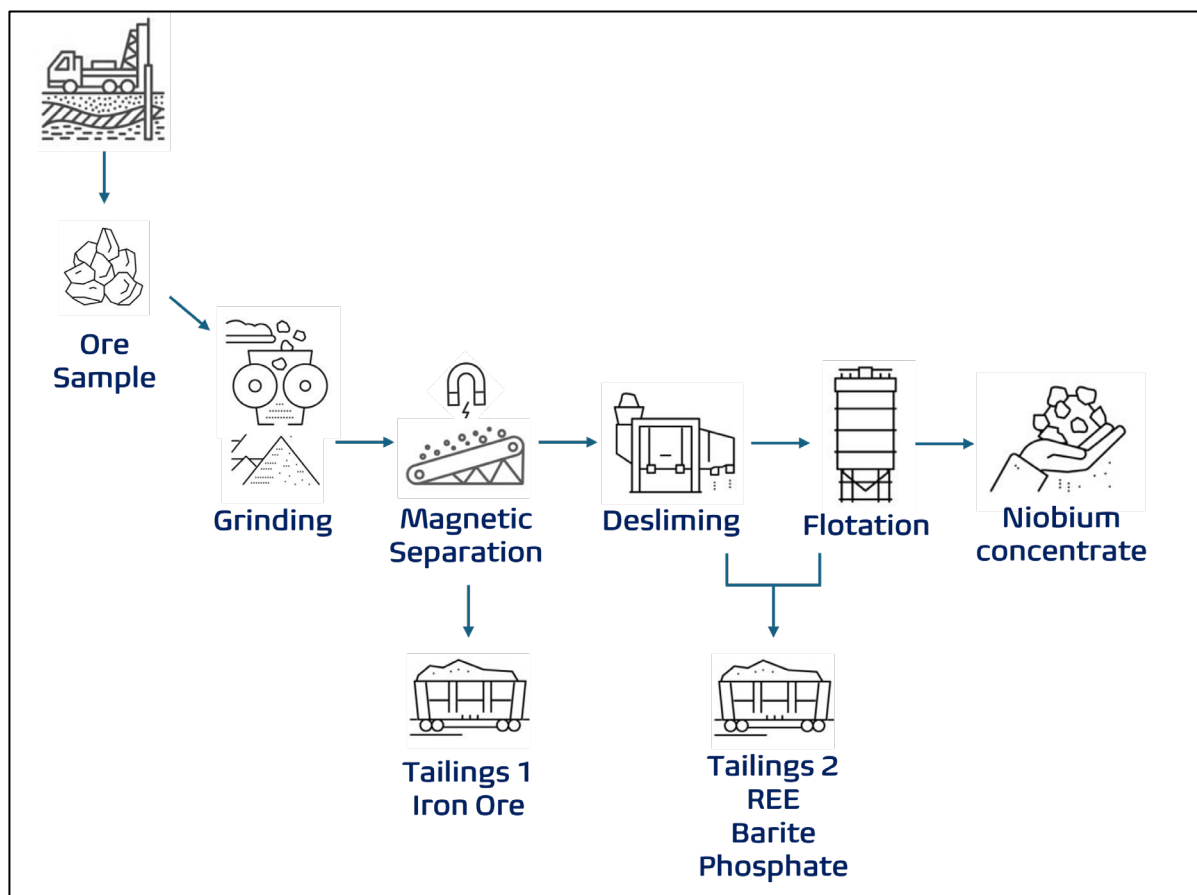 Ore
Sample
Grinding
Magnetic
Separation
Desliming
Flotation
Niobium
concentrate
Tailings 1
Iron Ore
Tailings 2
REE
Barite
Phosphate